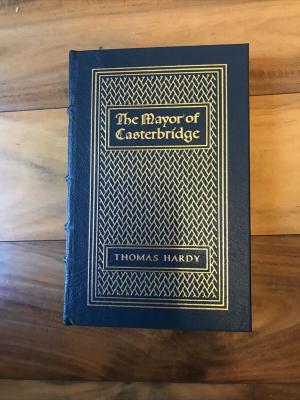 The Mayor of
Casterbridge
THOMAS HARDY